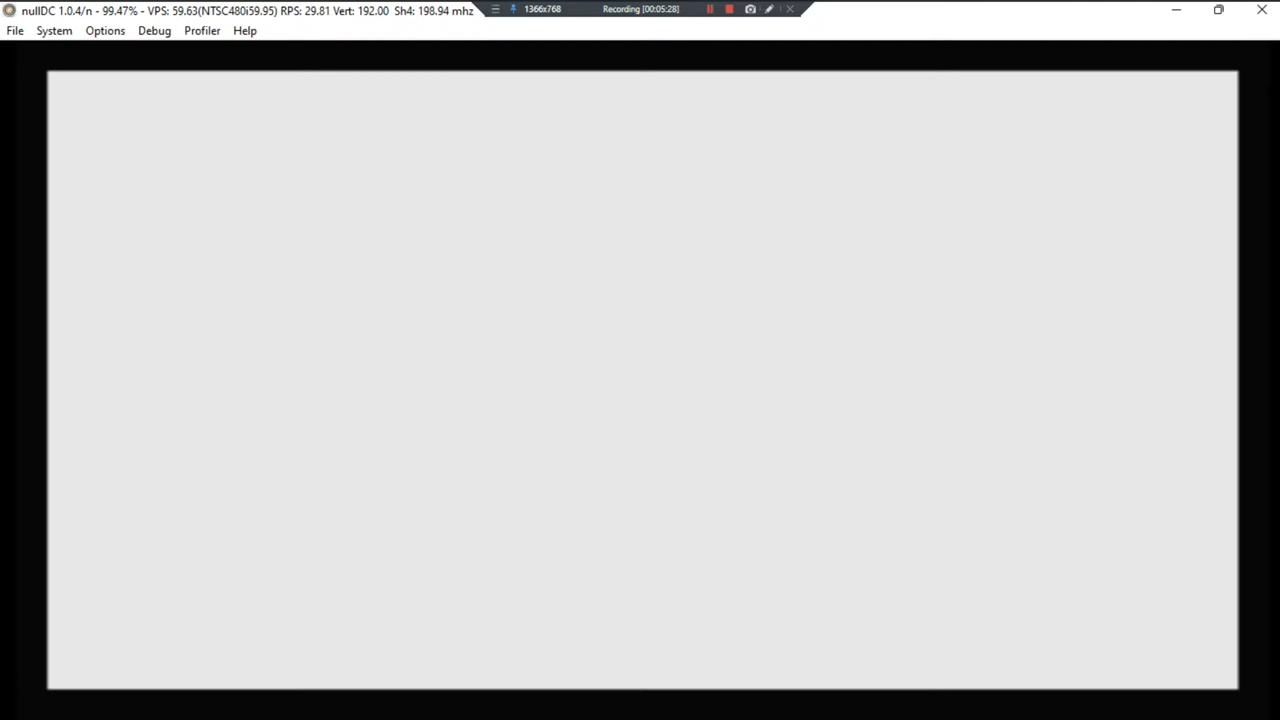 nullDC 1.0.4/n - 99.47% - VPS: 59.63(NTSC480i59.95) RPS: 29.81 Vert: 192.00 Sh4: 198.94 mhz
1366x768
Recording [00:05:28]
File System Options Debug Profiler Help